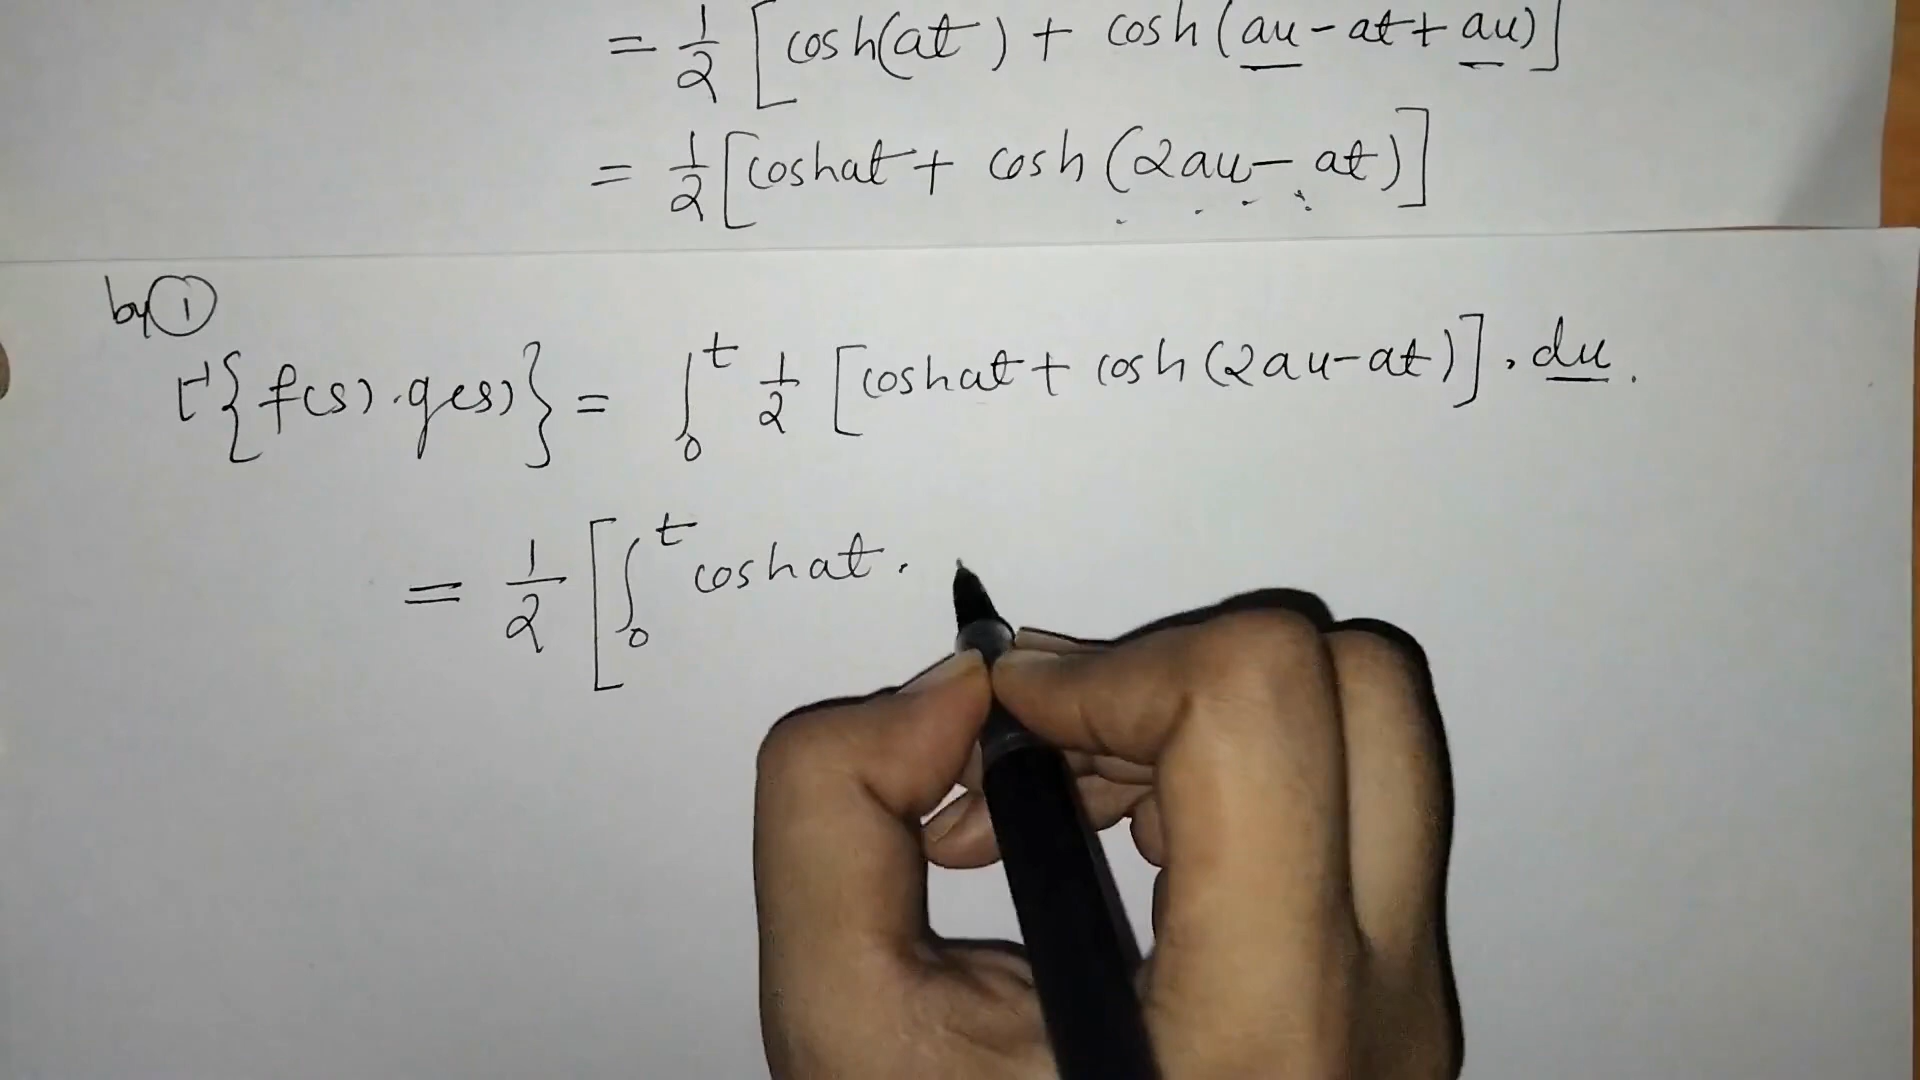 = 1/2 [cosh(at) + cosh(au-at+au)]
= 1/2 [coshat + cosh(2au-at)]
by ①
L⁻¹{f(s).g(s)} = ∫₀ᵗ 1/2 [coshat + cosh(2au-at)].du.
= 1/2 [∫₀ᵗ coshat.